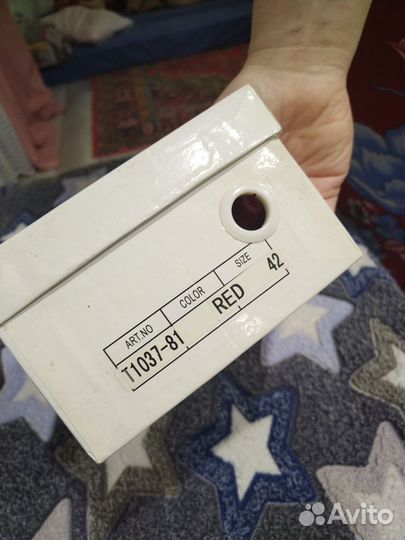 ART.NO COLOR SIZE
T1037-81 RED 42
Avito